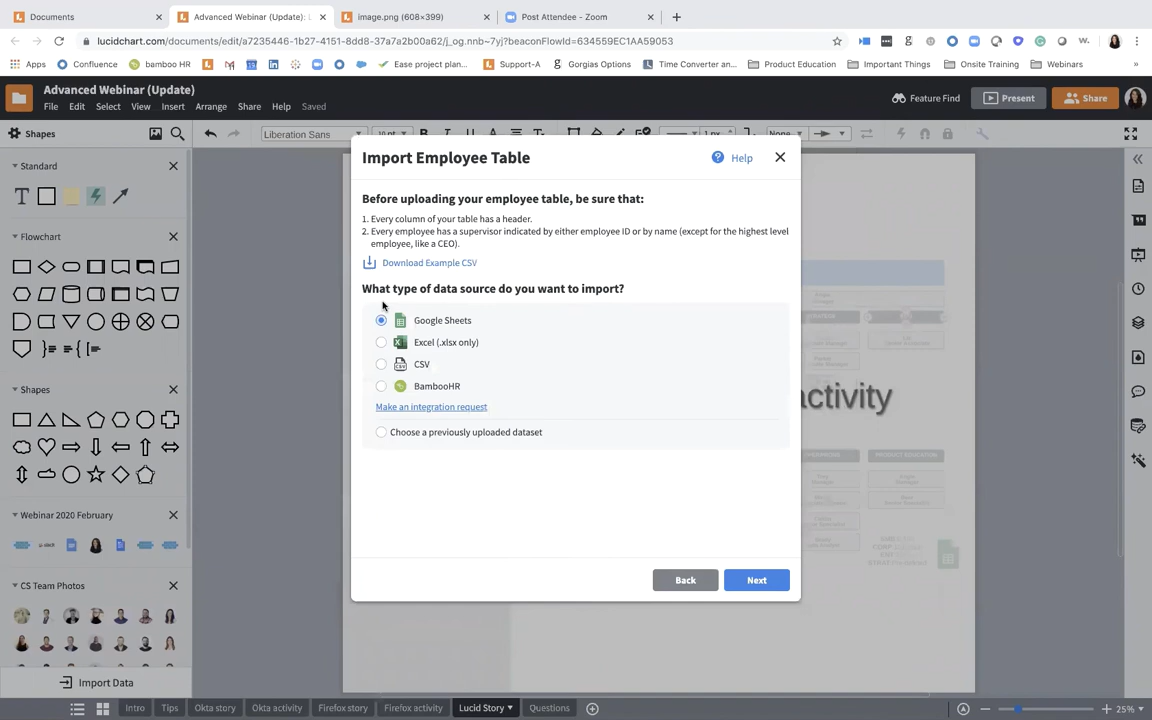 Documents
Advanced Webinar (Update): L
image.png (608×399)
Post Attendee - Zoom
lucidchart.com/documents/edit/a7235446-1b27-4151-8dd8-37a7a2b00a62/j_og.nnb~7yj?beaconFlowId=634559EC1AA59053
Apps
Confluence
bamboo HR
Ease project plan...
Support-A
Gorgias Options
Time Converter an...
Product Education
Important Things
Onsite Training
Webinars
»
Advanced Webinar (Update)
File Edit Select View Insert Arrange Share Help Saved
Feature Find
Present
Share
Shapes
Liberation Sans
10 pt
B I U
1 px
None
Import Employee Table
Help
Standard
Before uploading your employee table, be sure that:
1. Every column of your table has a header.
2. Every employee has a supervisor indicated by either employee ID or by name (except for the highest level
employee, like a CEO).
Download Example CSV
Flowchart
What type of data source do you want to import?
Google Sheets
Excel (.xlsx only)
CSV
BambooHR
Make an integration request
Choose a previously uploaded dataset
activity
Shapes
PRODUCT EDUCATION
Webinar 2020 February
Back
Next
CS Team Photos
Import Data
Intro
Tips
Okta story
Okta activity
Firefox story
Firefox activity
Lucid Story
Questions
25%